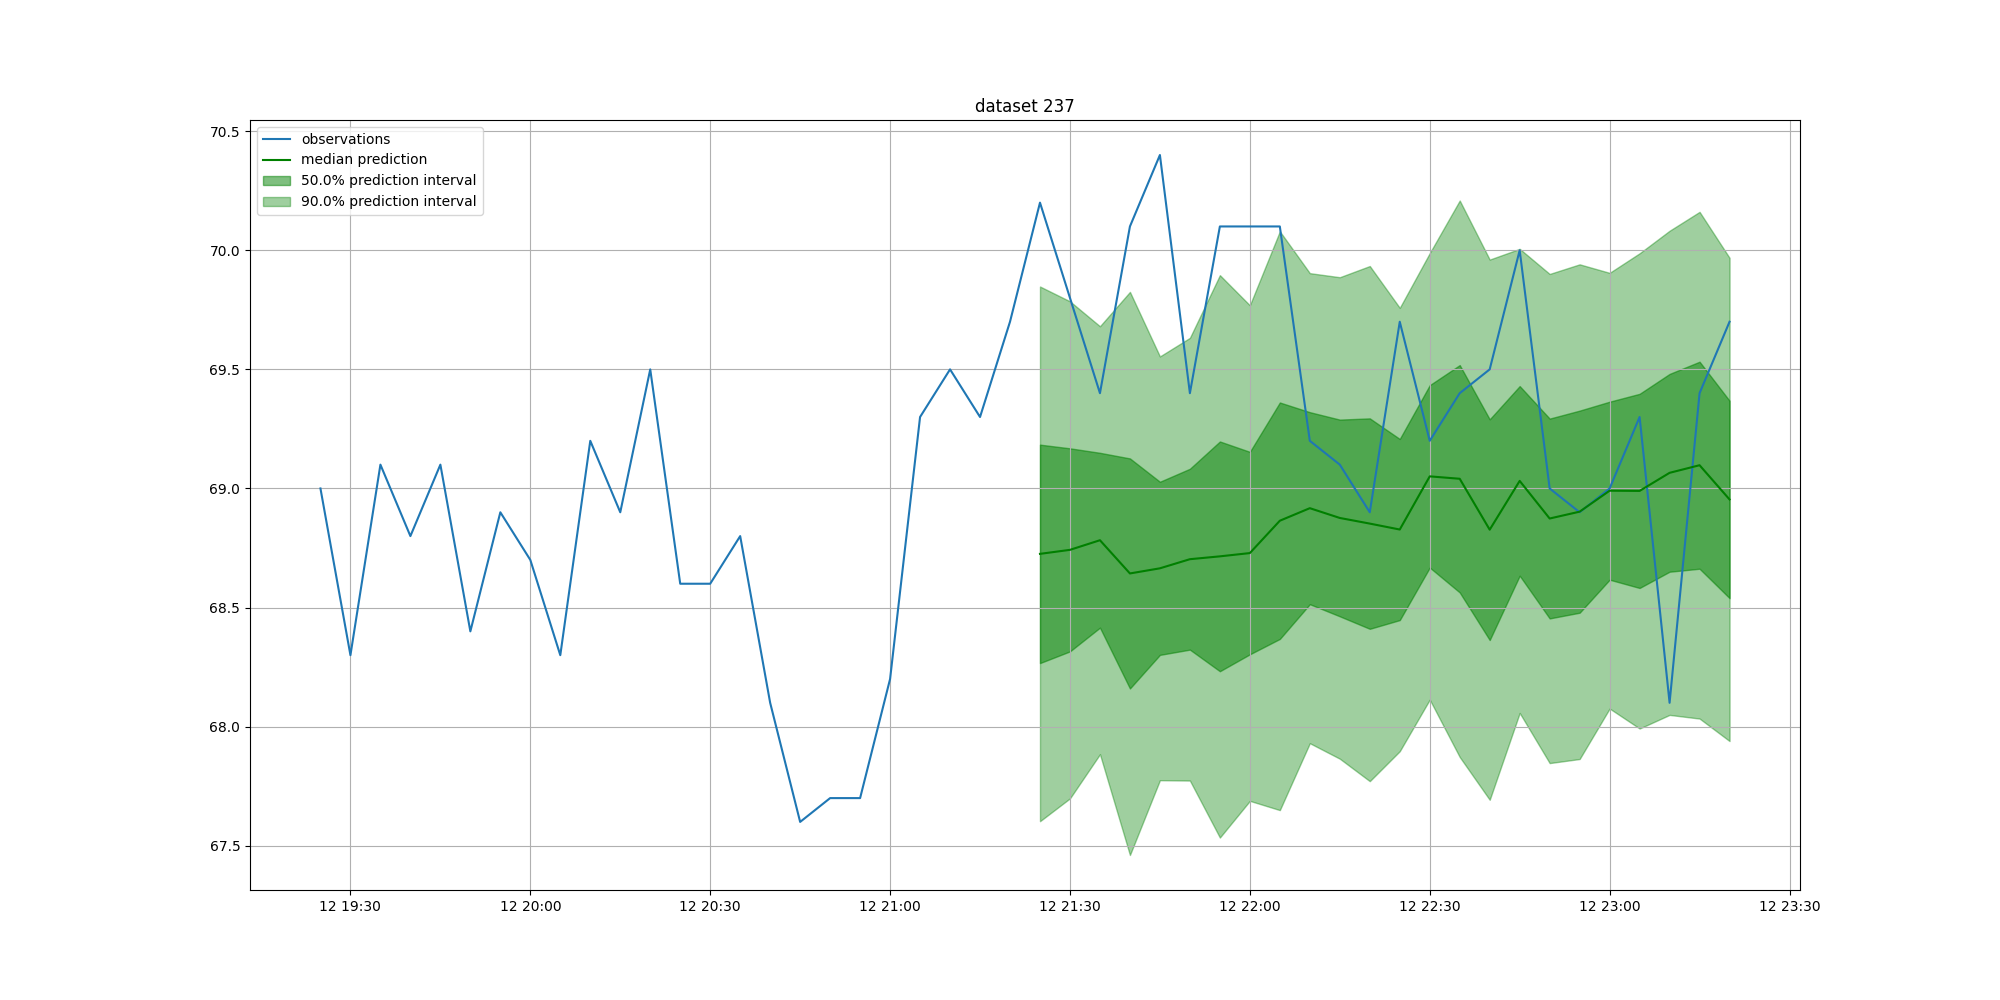 dataset 237
70.5
70.0
69.5
69.0
68.5
68.0
67.5
observations
median prediction
50.0% prediction interval
90.0% prediction interval
12 19:30 12 20:00 12 20:30 12 21:00 12 21:30 12 22:00 12 22:30 12 23:00 12 23:30